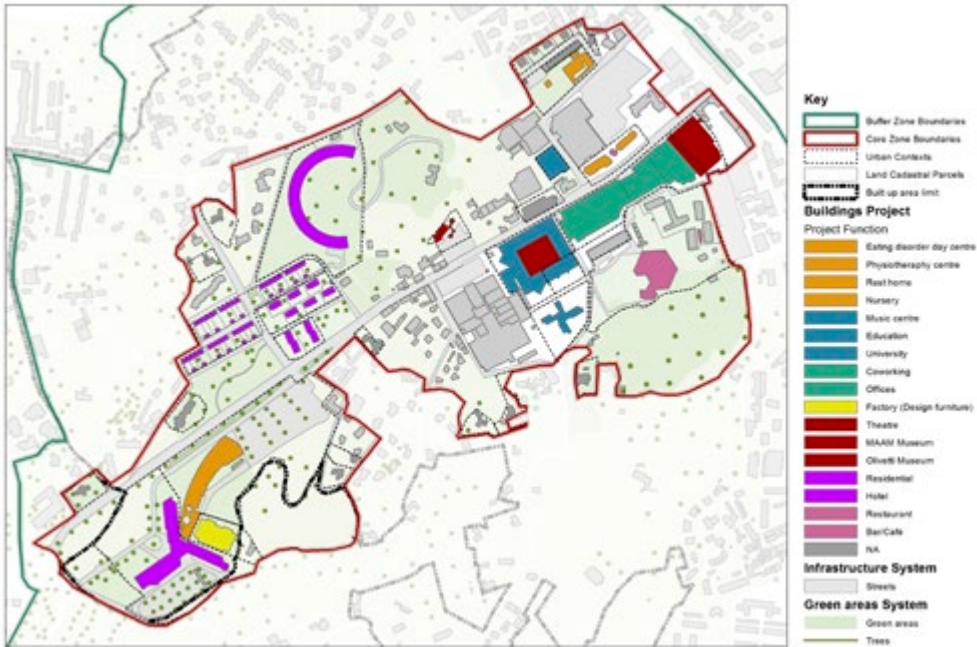 Key
Buffer Zone Boundaries
Core Zone Boundaries
Urban Contexts
Land Cadastral Parcels
Built up area limit
Buildings Project
Project Function
Eating disorder day centre
Physiotheraphy centre
Rest home
Nursery
Music centre
Education
University
Coworking
Offices
Factory (Design furniture)
Theatre
MAAM Museum
Olivetti Museum
Residential
Hotel
Restaurant
Bar/Café
NA
Infrastructure System
Streets
Green areas System
Green areas
Trees